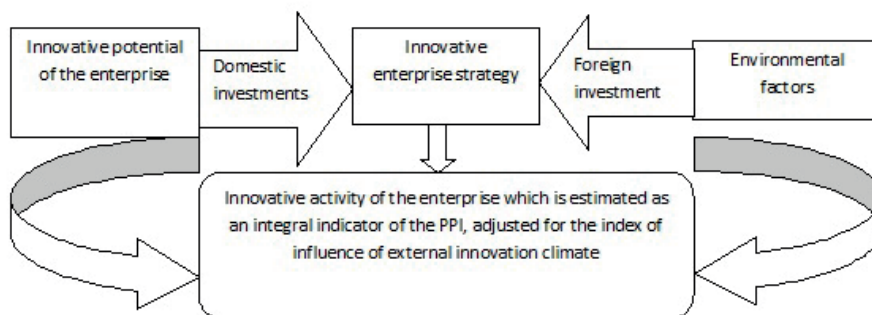 Innovative potential
of the enterprise
Domestic
investments
Innovative
enterprise strategy
Foreign
investment
Environmental
factors
Innovative activity of the enterprise which is estimated as
an integral indicator of the PPI, adjusted for the index of
influence of external innovation climate